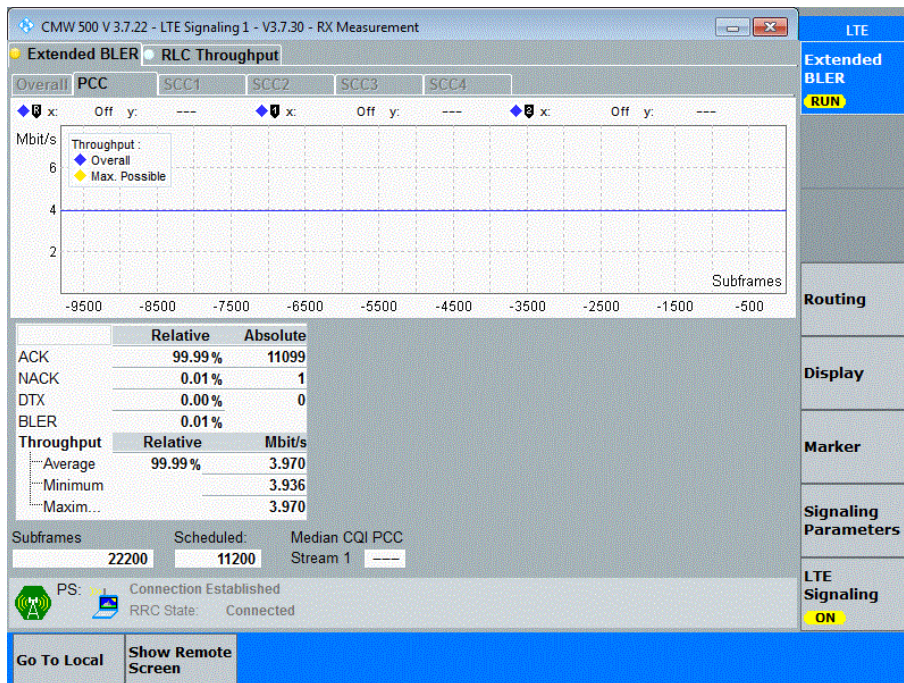 CMW 500 V 3.7.22 - LTE Signaling 1 - V3.7.30 - RX Measurement
Extended BLER RLC Throughput
Overall PCC SCC1 SCC2 SCC3 SCC4
R x: Off y: --- 1 x: Off y: --- 2 x: Off y: ---
Mbit/s
Throughput :
Overall
Max. Possible
6
4
2
Subframes
-9500 -8500 -7500 -6500 -5500 -4500 -3500 -2500 -1500 -500
Relative Absolute
ACK 99.99 % 11099
NACK 0.01 % 1
DTX 0.00 % 0
BLER 0.01 %
Throughput Relative Mbit/s
Average 99.99 % 3.970
Minimum 3.936
Maxim... 3.970
Subframes Scheduled: Median CQI PCC
22200 11200 Stream 1 ---
PS: Connection Established
RRC State: Connected
Go To Local
Show Remote
Screen
LTE
Extended
BLER
RUN
Routing
Display
Marker
Signaling
Parameters
LTE
Signaling
ON